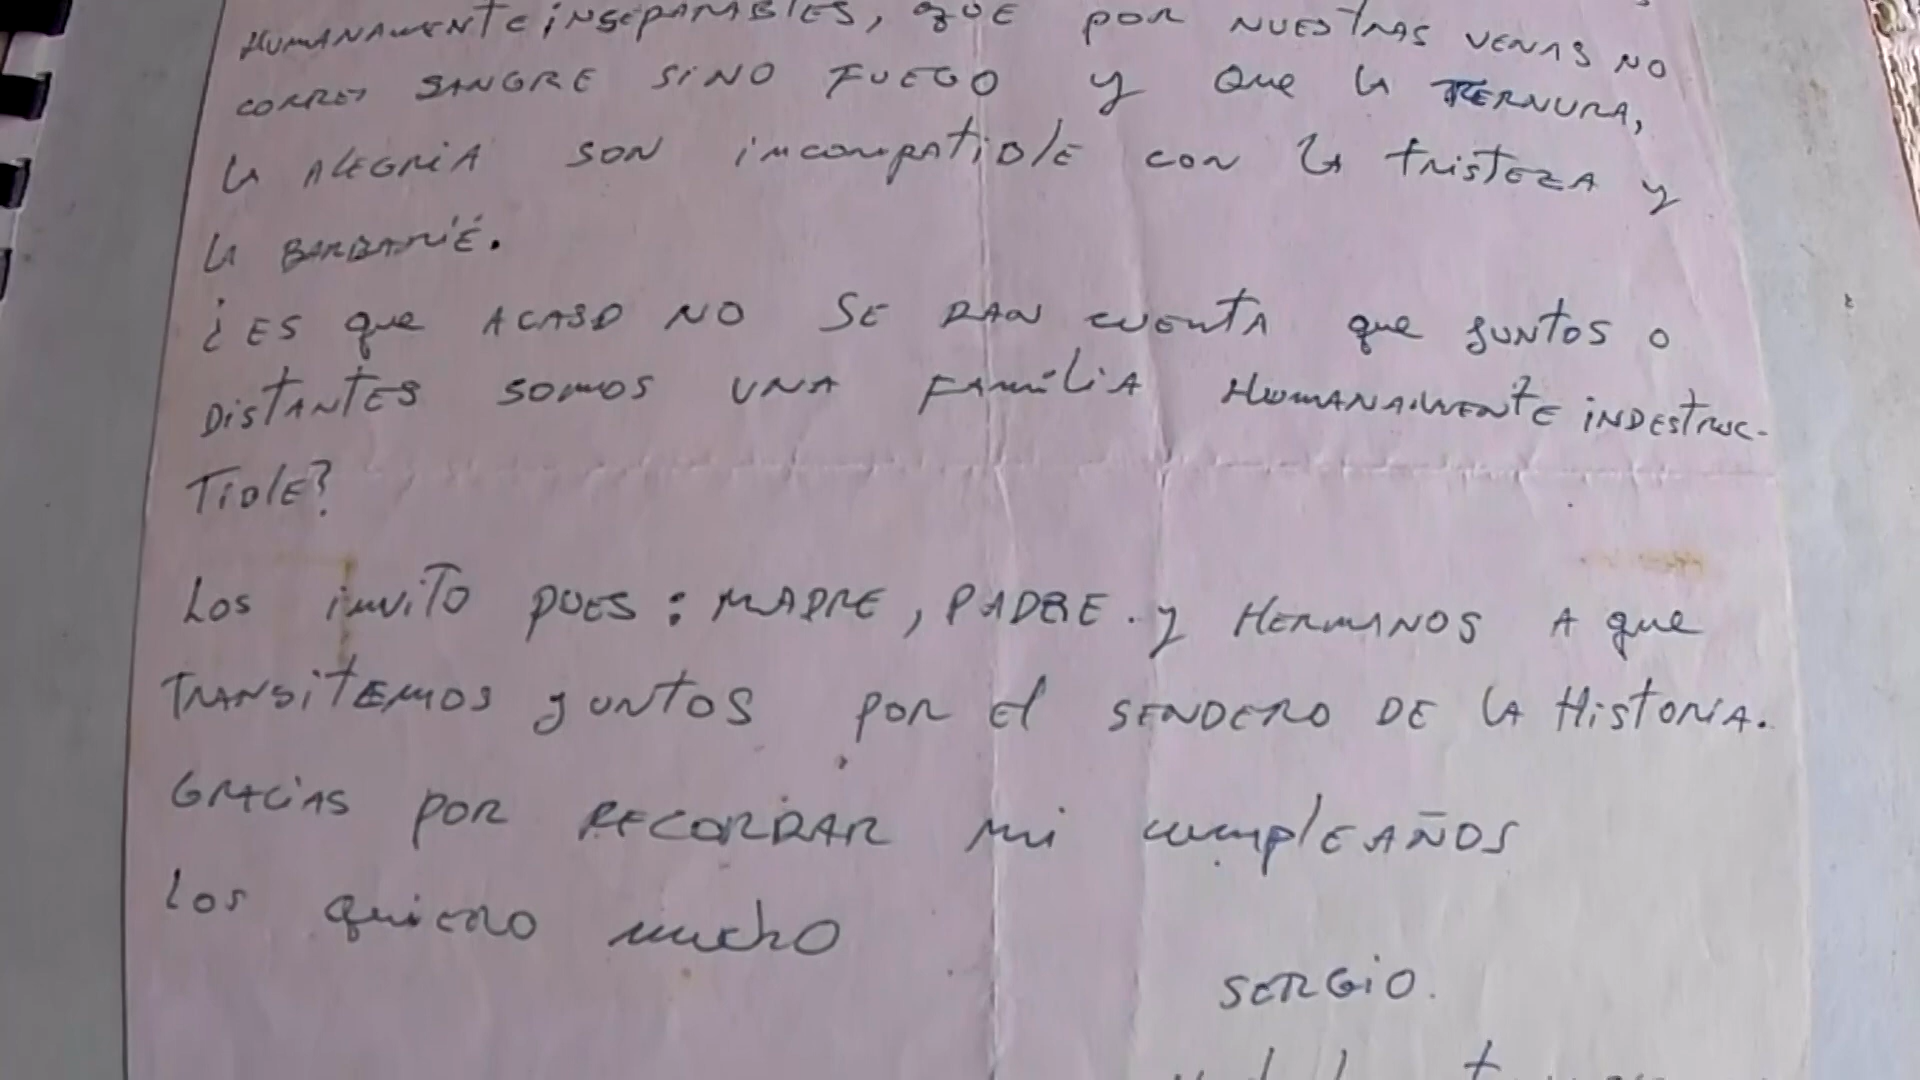 HUMANAMENTE INSEPARABLES, QUE POR NUESTRAS VENAS NO
CORRE SANGRE SINO FUEGO Y QUE LA TERNURA,
LA ALEGRIA SON INCOMPATIBLE CON LA TRISTEZA Y
LA BARBARIE.
¿ES QUE ACASO NO SE DAN CUENTA QUE JUNTOS O
DISTANTES SOMOS UNA FAMILIA HUMANAMENTE INDESTRUC-
TIBLE?
LOS INVITO PUES: MADRE, PADRE. Y HERMANOS A QUE
TRANSITEMOS JUNTOS POR EL SENDERO DE LA HISTORIA.
GRACIAS POR RECORDAR MI CUMPLEAÑOS
LOS QUIERO MUCHO
SERGIO.